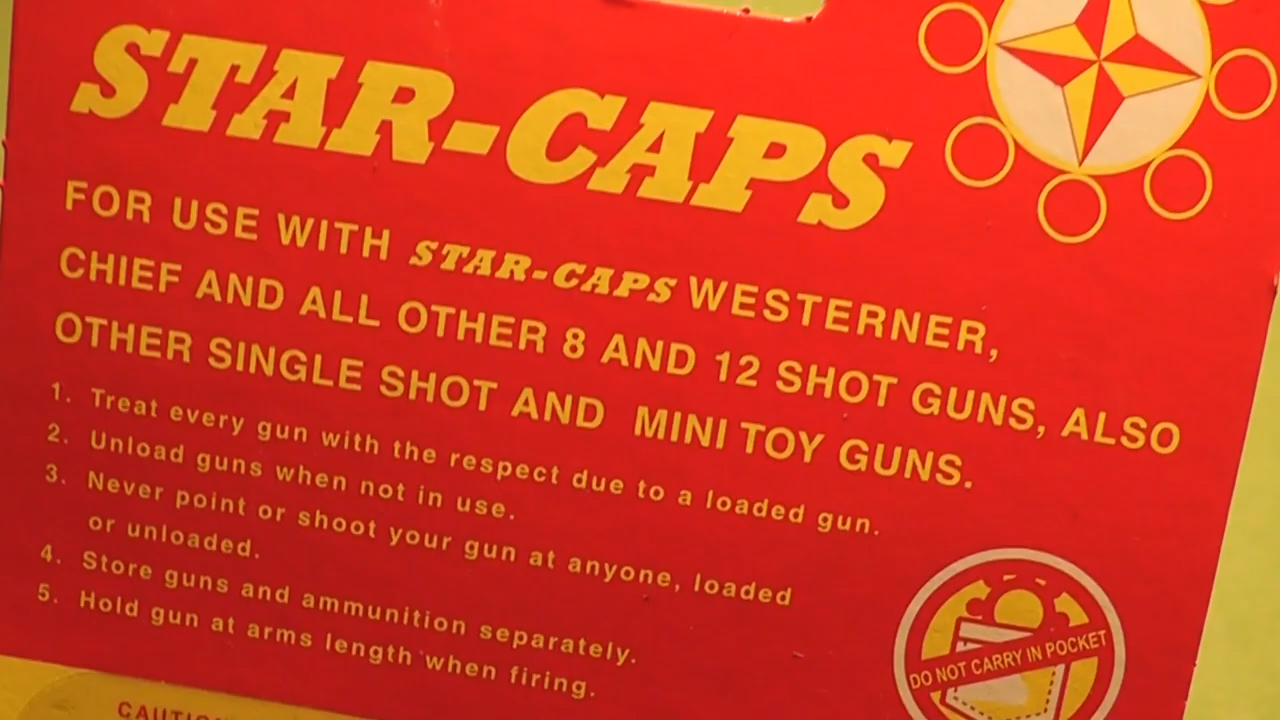 STAR-CAPS
FOR USE WITH STAR-CAPS WESTERNER,
CHIEF AND ALL OTHER 8 AND 12 SHOT GUNS, ALSO
OTHER SINGLE SHOT AND MINI TOY GUNS.
1. Treat every gun with the respect due to a loaded gun.
2. Unload guns when not in use.
3. Never point or shoot your gun at anyone, loaded
or unloaded.
4. Store guns and ammunition separately.
5. Hold gun at arms length when firing.
DO NOT CARRY IN POCKET